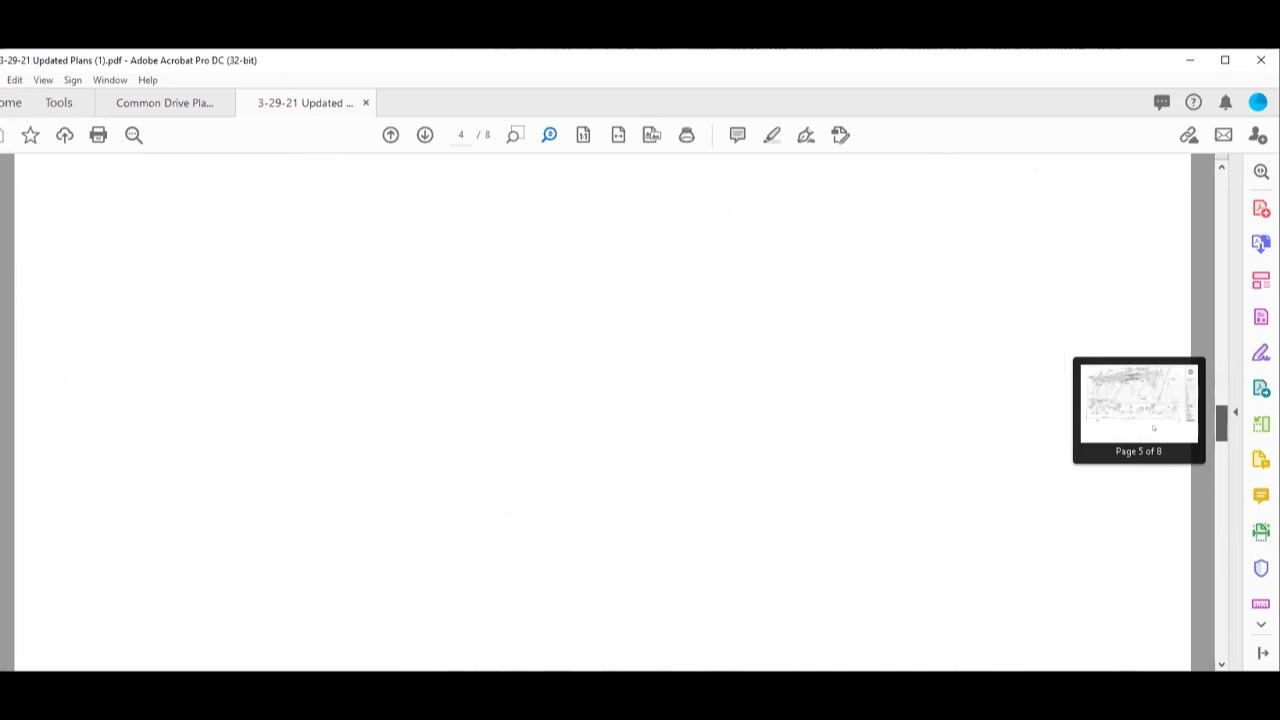 3-29-21 Updated Plans (1).pdf - Adobe Acrobat Pro DC (32-bit)
Edit View Sign Window Help
ome Tools Common Drive Pla... 3-29-21 Updated ... ×
4 / 8
Page 5 of 8